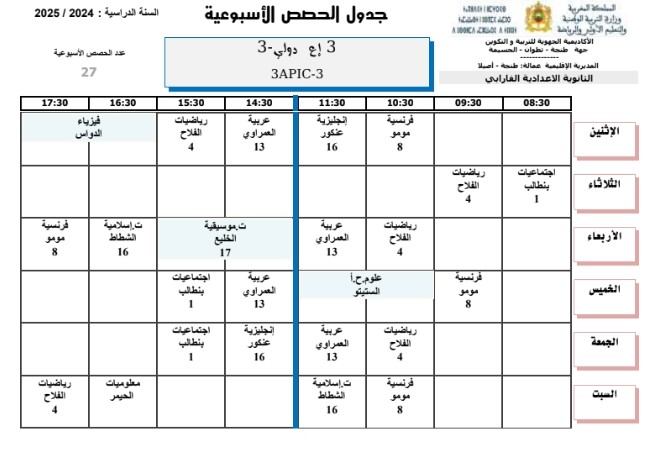 المملكة المغربية
وزارة التربية الوطنية
والتعليم الأولي والرياضة
الأكاديمية الجهوية للتربية و التكوين
جهة طنجة - تطوان - الحسيمة
المديرية الإقليمية عمالة: طنجة - أصيلا
الثانوية الاعدادية الفارابي
جدول الحصص الأسبوعية
السنة الدراسية : 2024 / 2025
3 إع دولي-3
3APIC-3
عدد الحصص الأسبوعية
27
08:30 09:30 10:30 11:30 14:30 15:30 16:30 17:30
الإثنين
فرنسية
مومو
8
إنجليزية
عنكور
16
عربية
العمراوي
13
رياضيات
الفلاح
4
فيزياء
الدواس
الثلاثاء
اجتماعيات
بنطالب
1
رياضيات
الفلاح
4
الأربعاء
رياضيات
الفلاح
4
عربية
العمراوي
13
ت.موسيقية
الخليع
17
ت.إسلامية
الشطاط
16
فرنسية
مومو
8
الخميس
فرنسية
مومو
8
علوم.ح.أ
الستيتو
عربية
العمراوي
13
اجتماعيات
بنطالب
1
الجمعة
رياضيات
الفلاح
4
عربية
العمراوي
13
إنجليزية
عنكور
16
اجتماعيات
بنطالب
1
السبت
فرنسية
مومو
8
ت.إسلامية
الشطاط
16
معلوميات
الحيمر
رياضيات
الفلاح
4